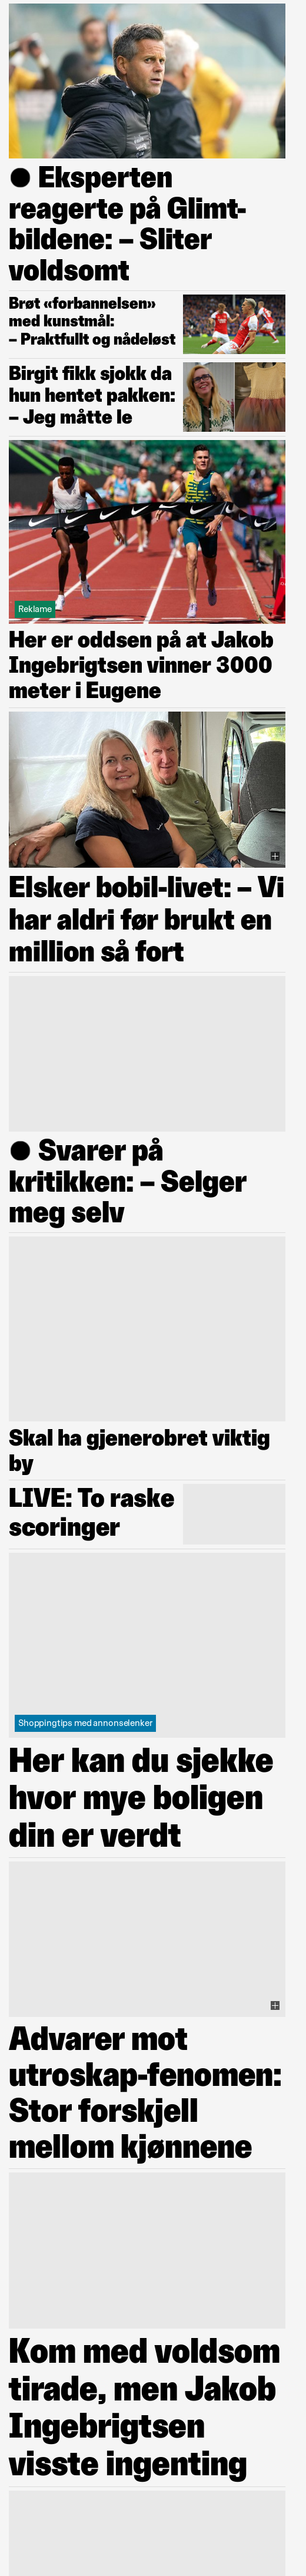 ● Eksperten
reagerte på Glimt-
bildene: – Sliter
voldsomt
Brøt «forbannelsen»
med kunstmål:
– Praktfullt og nådeløst
Birgit fikk sjokk da
hun hentet pakken:
– Jeg måtte le
Reklame
Her er oddsen på at Jakob
Ingebrigtsen vinner 3000
meter i Eugene
Elsker bobil-livet: – Vi
har aldri før brukt en
million så fort
● Svarer på
kritikken: – Selger
meg selv
Skal ha gjenerobret viktig
by
LIVE: To raske
scoringer
Shoppingtips med annonselenker
Her kan du sjekke
hvor mye boligen
din er verdt
Advarer mot
utroskap-fenomen:
Stor forskjell
mellom kjønnene
Kom med voldsom
tirade, men Jakob
Ingebrigtsen
visste ingenting